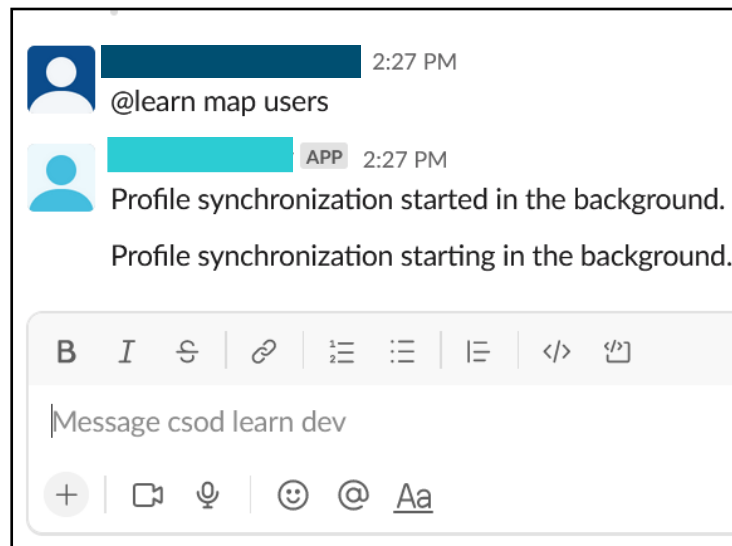 2:27 PM
@learn map users
APP 2:27 PM
Profile synchronization started in the background.
Profile synchronization starting in the background.
B I S
Message csod learn dev
Aa